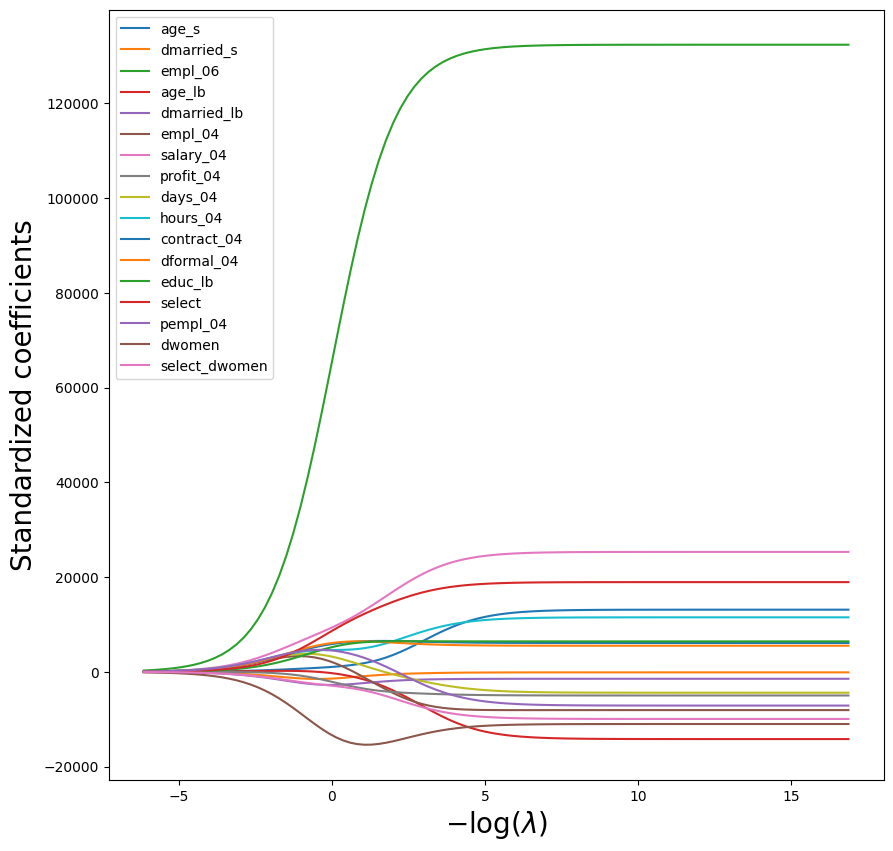 120000
100000
80000
60000
40000
20000
0
−20000
Standardized coefficients
age_s
dmarried_s
empl_06
age_lb
dmarried_lb
empl_04
salary_04
profit_04
days_04
hours_04
contract_04
dformal_04
educ_lb
select
pempl_04
dwomen
select_dwomen
−5 0 5 10 15
−log(λ)